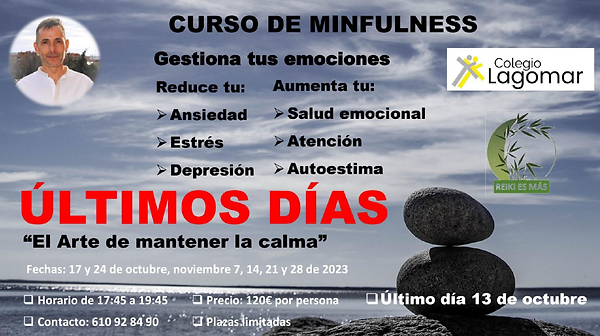 CURSO DE MINFULNESS
Gestiona tus emociones
Reduce tu:
Ansiedad
Estrés
Depresión
Aumenta tu:
Salud emocional
Atención
Autoestima
Colegio
Lagomar
REIKI ES MÁS
ÚLTIMOS DÍAS
“El Arte de mantener la calma”
Fechas: 17 y 24 de octubre, noviembre 7, 14, 21 y 28 de 2023
Horario de 17:45 a 19:45
Precio: 120€ por persona
Último día 13 de octubre
Contacto: 610 92 84 90
Plazas limitadas